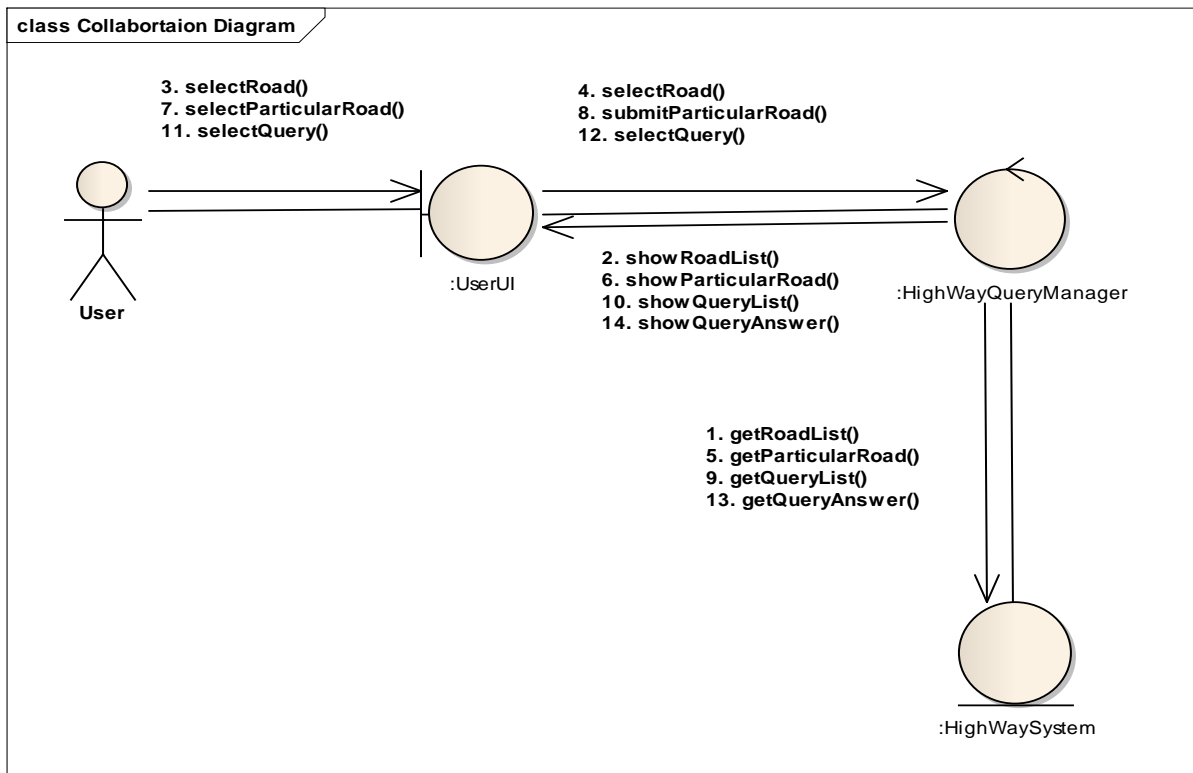 class Collabortaion Diagram
3. selectRoad()
7. selectParticularRoad()
11. selectQuery()
4. selectRoad()
8. submitParticularRoad()
12. selectQuery()
User
:UserUI
2. showRoadList()
6. showParticularRoad()
10. showQueryList()
14. showQueryAnswer()
:HighWayQueryManager
1. getRoadList()
5. getParticularRoad()
9. getQueryList()
13. getQueryAnswer()
:HighWaySystem